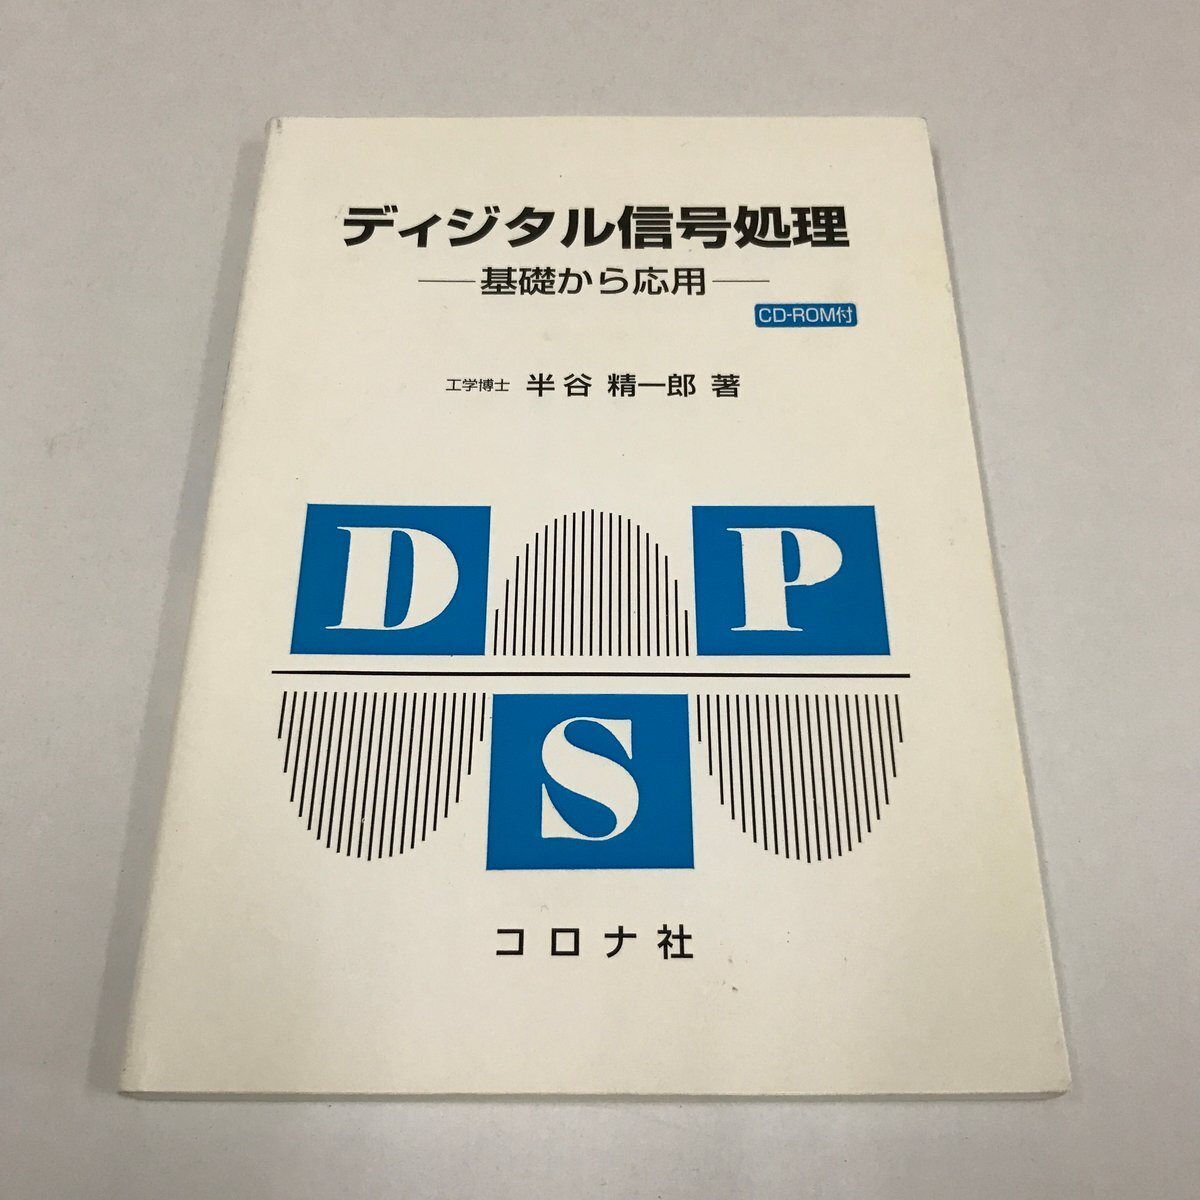 ディジタル信号処理
―基礎から応用―
CD-ROM付
工学博士 半谷 精一郎 著
D P
S
コロナ社